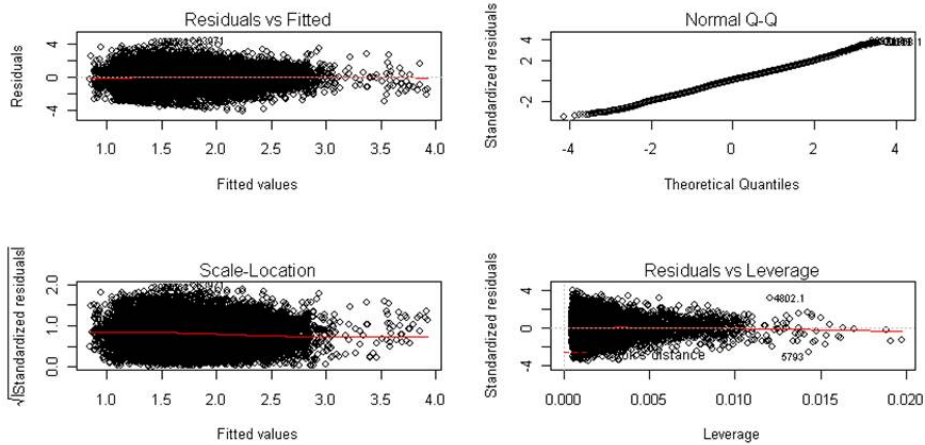 Residuals vs Fitted
Residuals
4
0
-4
1.0 1.5 2.0 2.5 3.0 3.5 4.0
Fitted values
Normal Q-Q
Standardized residuals
4
2
-2
-4 -2 0 2 4
Theoretical Quantiles
Scale-Location
√|Standardized residuals|
2.0
1.0
0.0
1.0 1.5 2.0 2.5 3.0 3.5 4.0
Fitted values
Residuals vs Leverage
Standardized residuals
4
0
-4
4802.1
5793
distance
0.000 0.005 0.010 0.015 0.020
Leverage